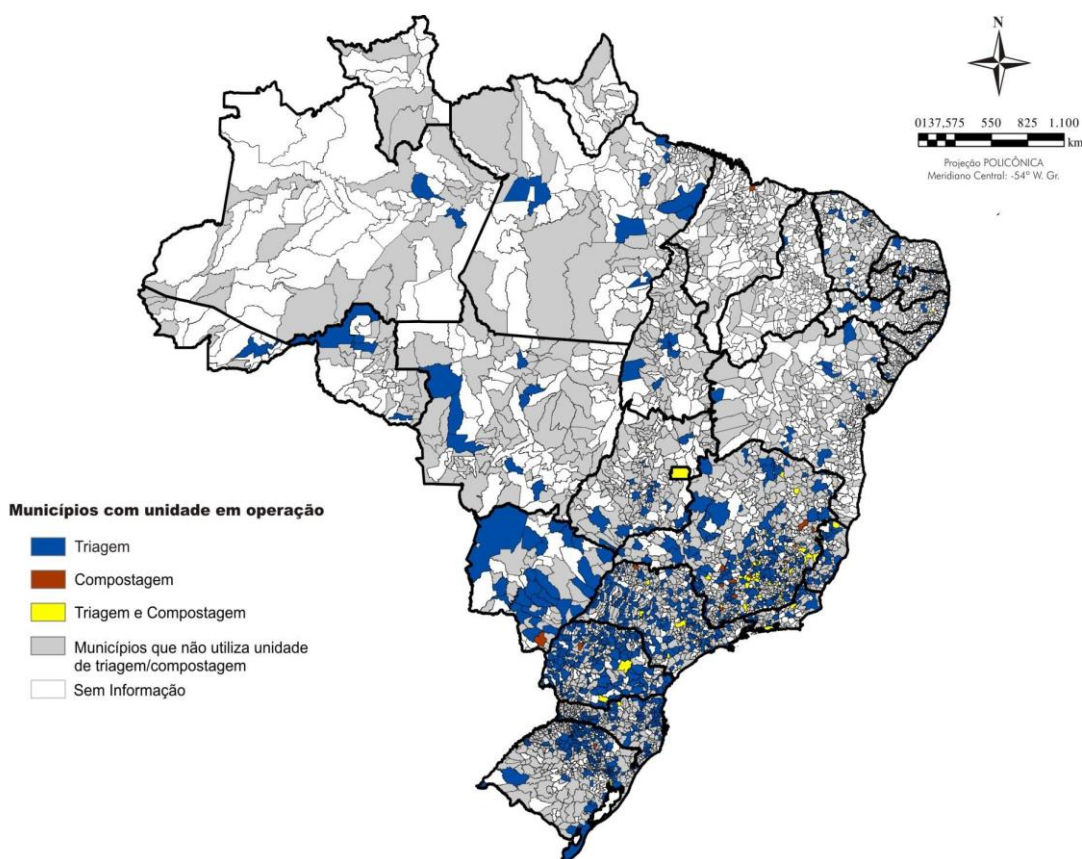 N
0137,575 550 825 1.100
km
Projeção POLICÔNICA
Meridiano Central: -54º W. Gr.
Municípios com unidade em operação
Triagem
Compostagem
Triagem e Compostagem
Municípios que não utiliza unidade
de triagem/compostagem
Sem Informação